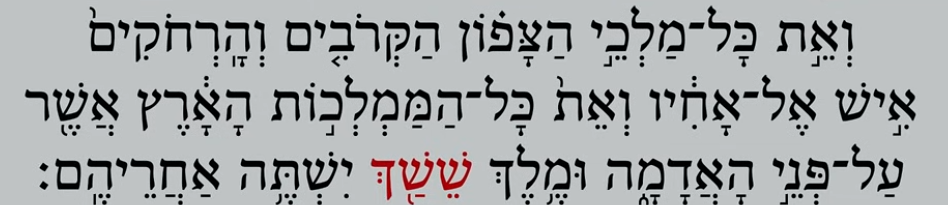 וְאֵ֣ת ׀ כׇּל־מַלְכֵ֣י הַצָּפ֗וֹן הַקְּרֹבִ֤ים וְהָֽרְחֹקִים֙
אִ֣ישׁ אֶל־אָחִ֔יו וְאֵת֙ כׇּל־הַמַּמְלְכ֣וֹת הָאָ֔רֶץ אֲשֶׁ֖ר
עַל־פְּנֵ֣י הָאֲדָמָ֑ה וּמֶ֥לֶךְ שֵׁשַׁ֖ךְ יִשְׁתֶּ֥ה אַחֲרֵיהֶֽם׃